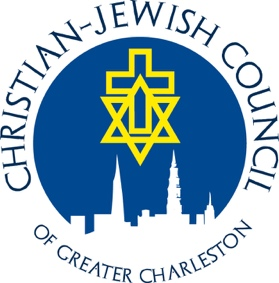 CHRISTIAN-JEWISH COUNCIL
OF GREATER CHARLESTON